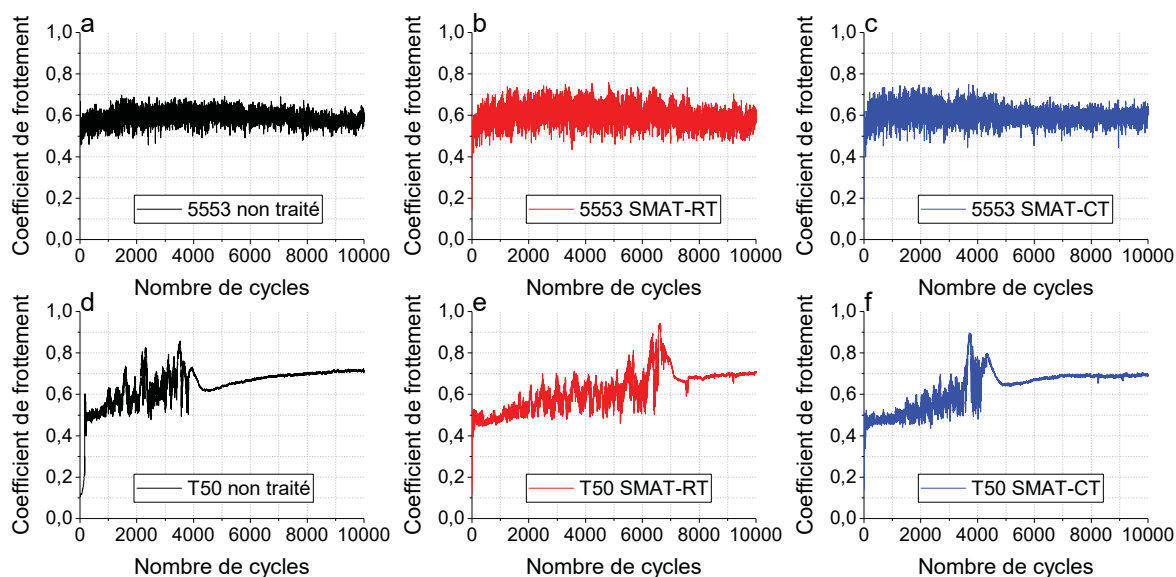 a
1,0
0,8
0,6
0,4
0,2
0,0
Coefficient de frottement
5553 non traité
0 2000 4000 6000 8000 10000
Nombre de cycles
b
1,0
0,8
0,6
0,4
0,2
0,0
Coefficient de frottement
5553 SMAT-RT
0 2000 4000 6000 8000 10000
Nombre de cycles
c
1,0
0,8
0,6
0,4
0,2
0,0
Coefficient de frottement
5553 SMAT-CT
0 2000 4000 6000 8000 10000
Nombre de cycles
d
1,0
0,8
0,6
0,4
0,2
0,0
Coefficient de frottement
T50 non traité
0 2000 4000 6000 8000 10000
Nombre de cycles
e
1,0
0,8
0,6
0,4
0,2
0,0
Coefficient de frottement
T50 SMAT-RT
0 2000 4000 6000 8000 10000
Nombre de cycles
f
1,0
0,8
0,6
0,4
0,2
0,0
Coefficient de frottement
T50 SMAT-CT
0 2000 4000 6000 8000 10000
Nombre de cycles